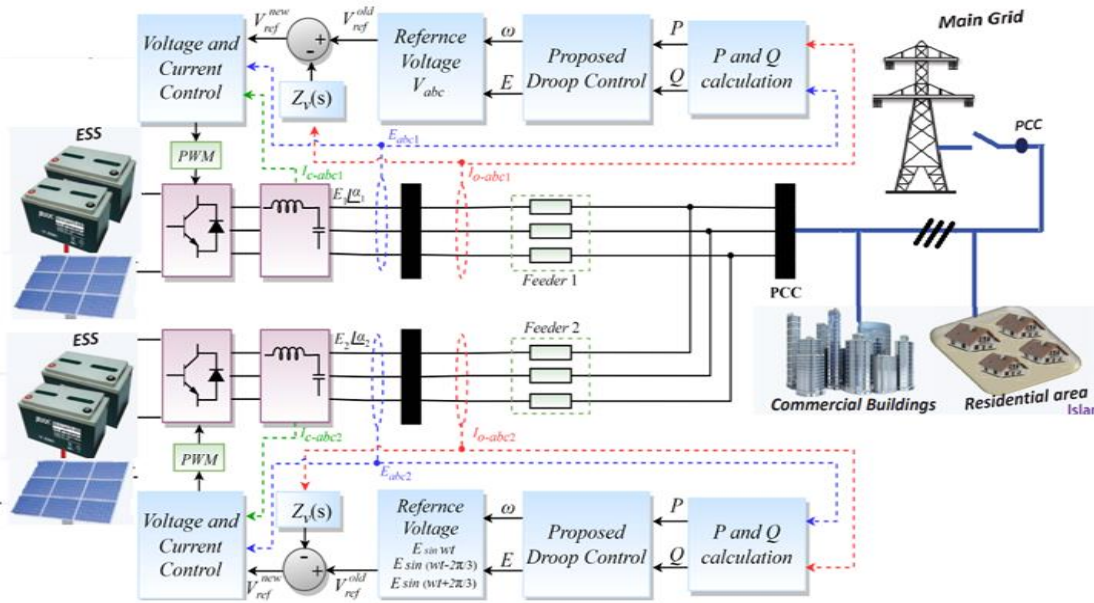 Main Grid
PCC
Voltage and
Current
Control
V_ref^new
+
-
V_ref^old
Refernce
Voltage
V_abc
ω
E
Proposed
Droop Control
P
Q
P and Q
calculation
Z_v(s)
ESS
PWM
E_abc1
I_c-abc1
I_o-abc1
E_1∠α_1
Feeder 1
PCC
ESS
E_2∠α_2
Feeder 2
Commercial Buildings
Residential area
Islan
PWM
I_c-abc2
I_o-abc2
E_abc2
Voltage and
Current
Control
Z_v(s)
-
+
V_ref^new
V_ref^old
Refernce
Voltage
E sin wt
E sin (wt-2π/3)
E sin (wt+2π/3)
ω
E
Proposed
Droop Control
P
Q
P and Q
calculation